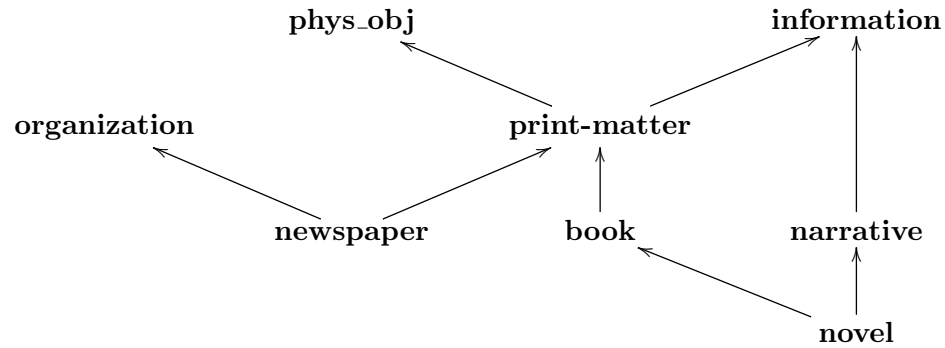 phys_obj information
organization print-matter
newspaper book narrative
novel